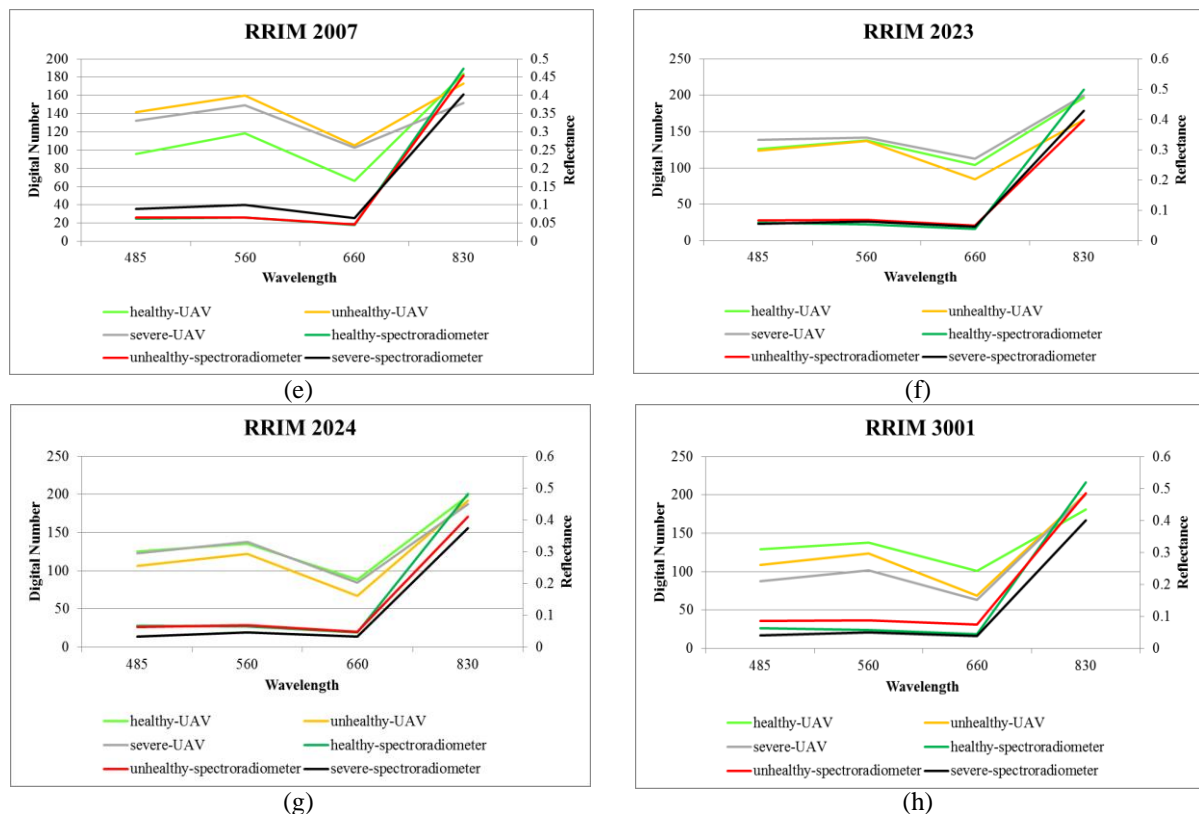 RRIM 2007
200
180
160
140
120
100
80
60
40
20
0
Digital Number
0.5
0.45
0.4
0.35
0.3
0.25
0.2
0.15
0.1
0.05
0
Reflectance
485 560 660 830
Wavelength
healthy-UAV unhealthy-UAV
severe-UAV healthy-spectroradiometer
unhealthy-spectroradiometer severe-spectroradiometer
(e)
RRIM 2023
250
200
150
100
50
0
Digital Number
0.6
0.5
0.4
0.3
0.2
0.1
0
Reflectance
485 560 660 830
Wavelength
healthy-UAV unhealthy-UAV
severe-UAV healthy-spectroradiometer
unhealthy-spectroradiometer severe-spectroradiometer
(f)
RRIM 2024
250
200
150
100
50
0
Digital Number
0.6
0.5
0.4
0.3
0.2
0.1
0
Reflectance
485 560 660 830
Wavelength
healthy-UAV unhealthy-UAV
severe-UAV healthy-spectroradiometer
unhealthy-spectroradiometer severe-spectroradiometer
(g)
RRIM 3001
250
200
150
100
50
0
Digital Number
0.6
0.5
0.4
0.3
0.2
0.1
0
Reflectance
485 560 660 830
Wavelength
healthy-UAV unhealthy-UAV
severe-UAV healthy-spectroradiometer
unhealthy-spectroradiometer severe-spectroradiometer
(h)